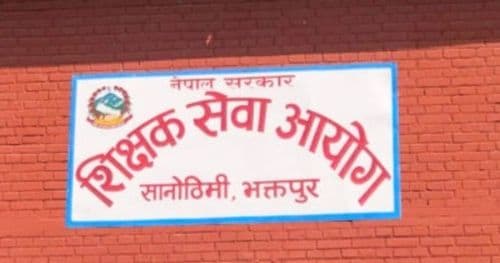 नेपाल सरकार
शिक्षक सेवा आयोग
सानोठिमी, भक्तपुर